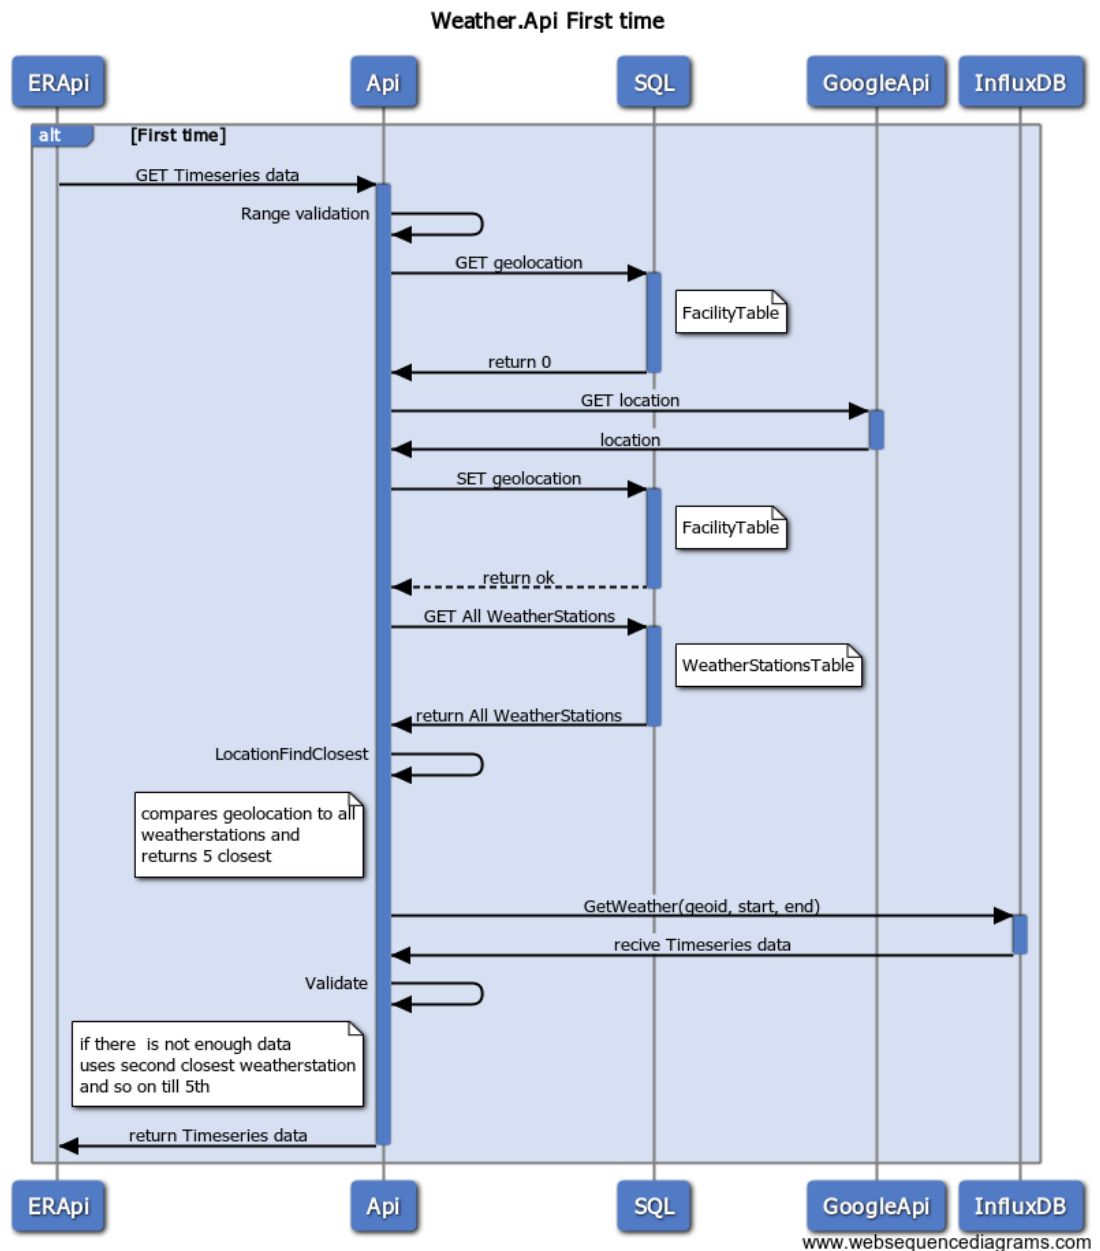 Weather.Api First time
ERApi
Api
SQL
GoogleApi
InfluxDB
alt
[First time]
GET Timeseries data
Range validation
GET geolocation
FacilityTable
return 0
GET location
location
SET geolocation
FacilityTable
return ok
GET All WeatherStations
WeatherStationsTable
return All WeatherStations
LocationFindClosest
compares geolocation to all
weatherstations and
returns 5 closest
GetWeather(geoid, start, end)
recive Timeseries data
Validate
if there  is not enough data
uses second closest weatherstation
and so on till 5th
return Timeseries data
ERApi
Api
SQL
GoogleApi
InfluxDB
www.websequencediagrams.com